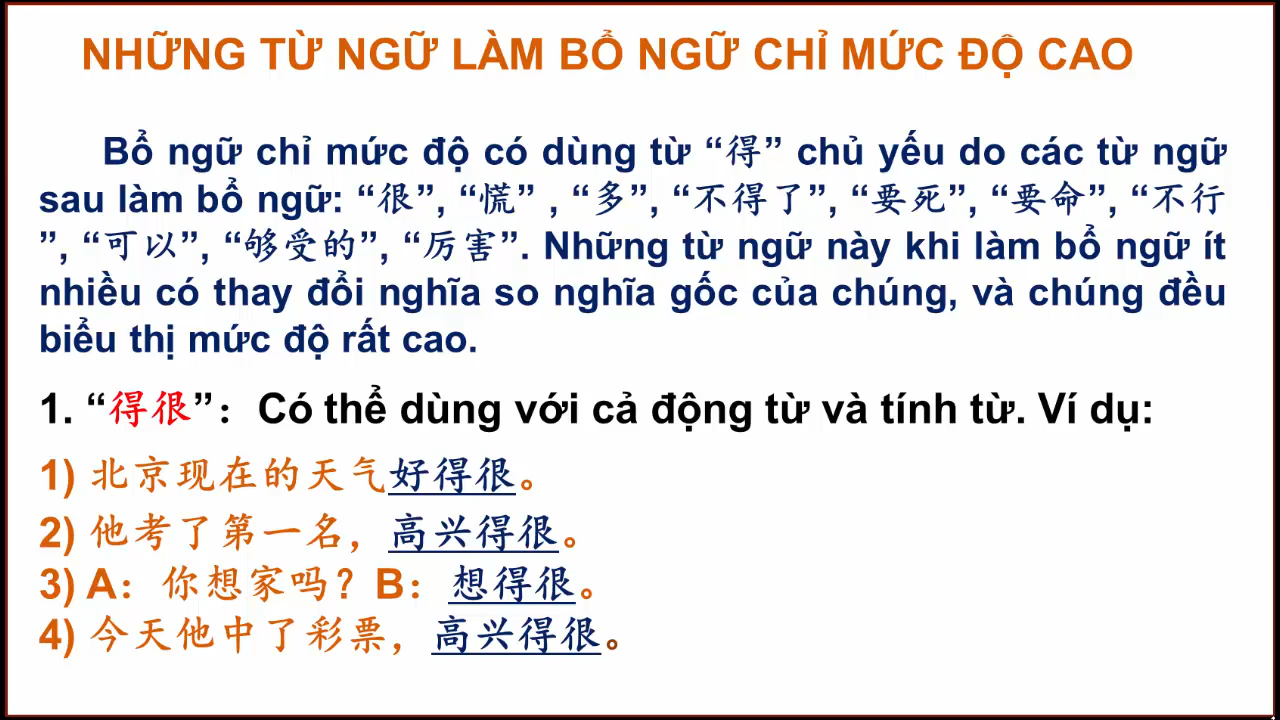 NHỮNG TỪ NGỮ LÀM BỔ NGỮ CHỈ MỨC ĐỘ CAO
Bổ ngữ chỉ mức độ có dùng từ “得” chủ yếu do các từ ngữ
sau làm bổ ngữ: “很”, “慌” , “多”, “不得了”, “要死”, “要命”, “不行
”, “可以”, “够受的”, “厉害”. Những từ ngữ này khi làm bổ ngữ ít
nhiều có thay đổi nghĩa so nghĩa gốc của chúng, và chúng đều
biểu thị mức độ rất cao.
1. “得很”：Có thể dùng với cả động từ và tính từ. Ví dụ:
1) 北京现在的天气好得很。
2) 他考了第一名，高兴得很。
3) A：你想家吗？B：想得很。
4) 今天他中了彩票，高兴得很。